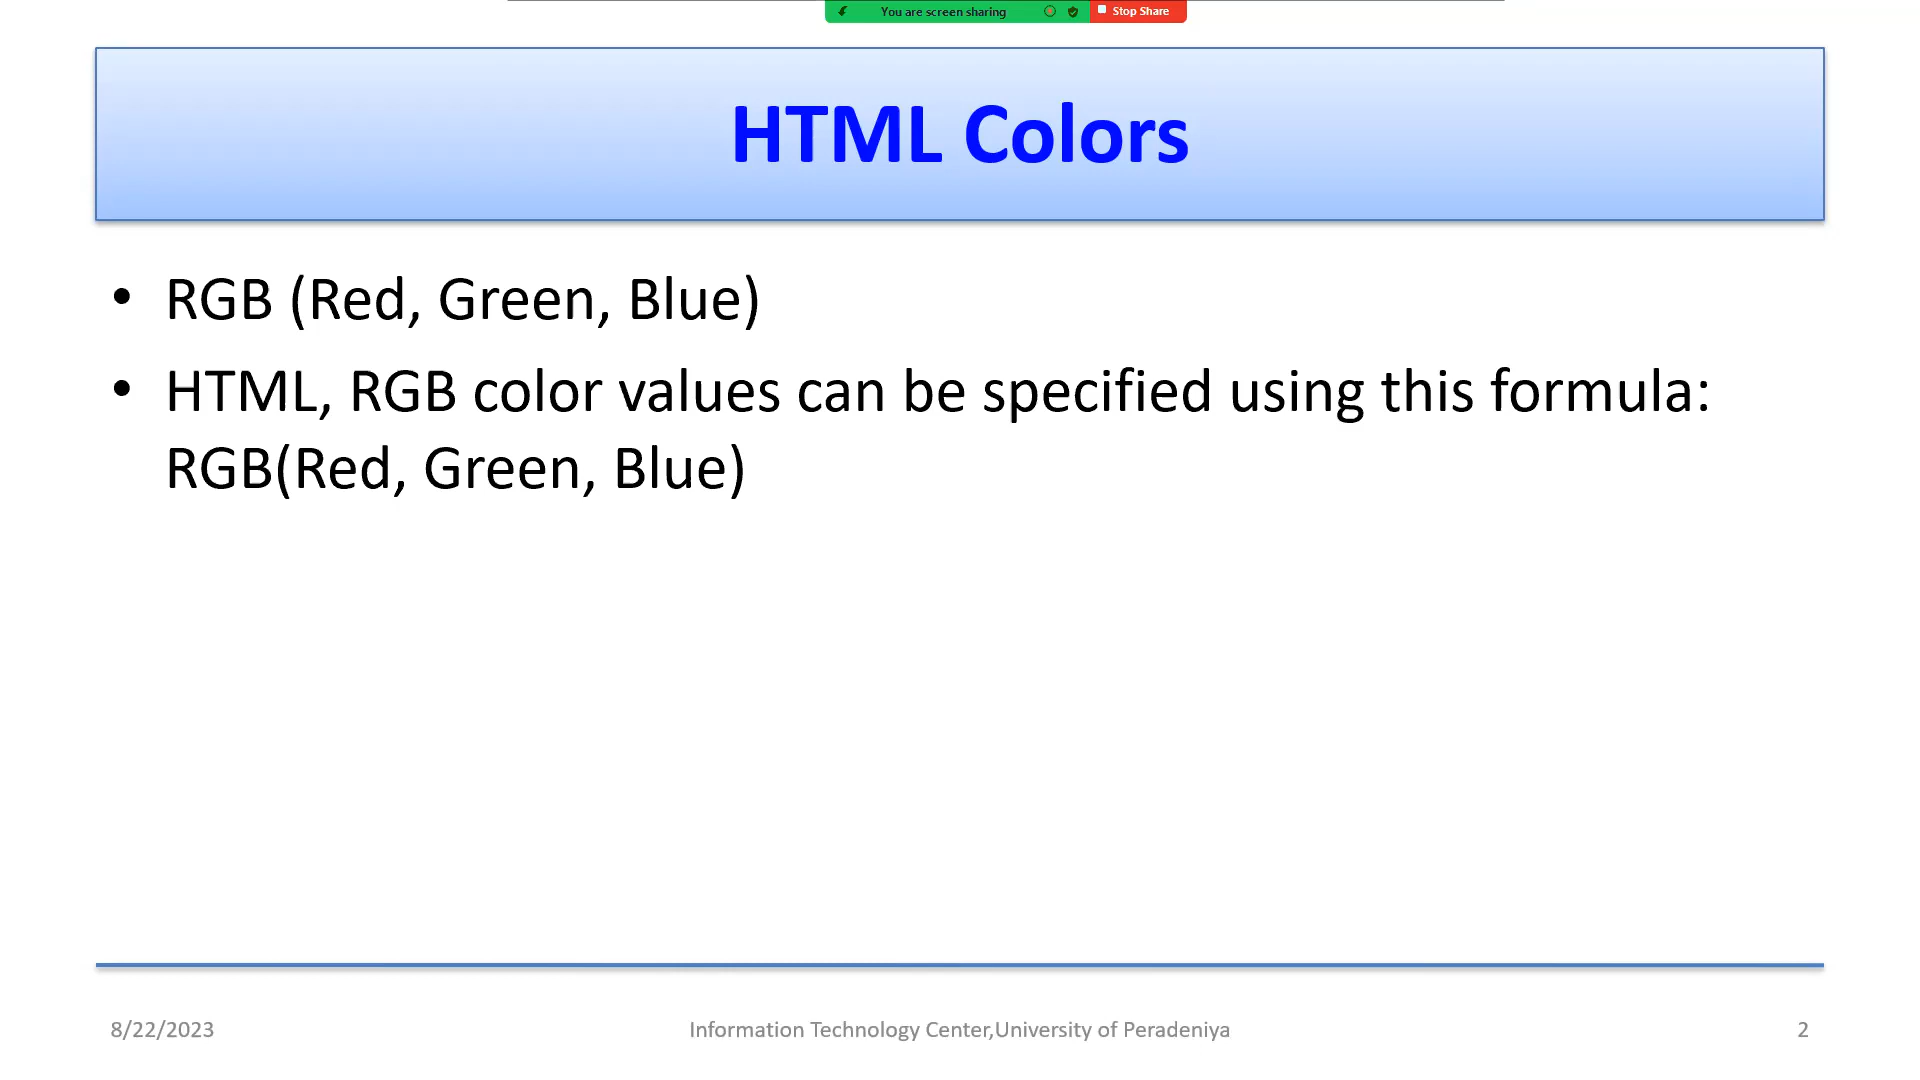 You are screen sharing
Stop Share
HTML Colors
• RGB (Red, Green, Blue)
• HTML, RGB color values can be specified using this formula:
RGB(Red, Green, Blue)
8/22/2023
Information Technology Center,University of Peradeniya
2